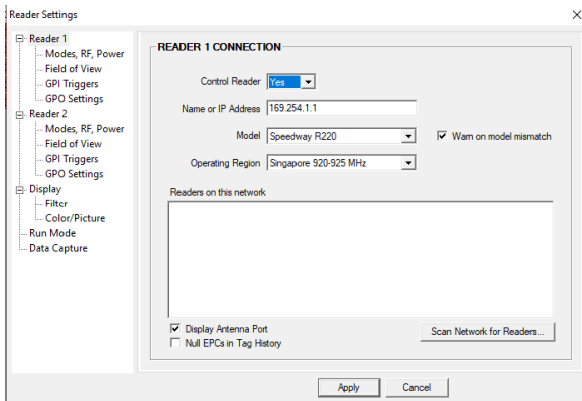 Reader Settings
Reader 1
Modes, RF, Power
Field of View
GPI Triggers
GPO Settings
Reader 2
Modes, RF, Power
Field of View
GPI Triggers
GPO Settings
Display
Filter
Color/Picture
Run Mode
Data Capture
READER 1 CONNECTION
Control Reader Yes
Name or IP Address 169.254.1.1
Model Speedway R220 Warn on model mismatch
Operating Region Singapore 920-925 MHz
Readers on this network
Display Antenna Port
Null EPCs in Tag History
Scan Network for Readers...
Apply Cancel